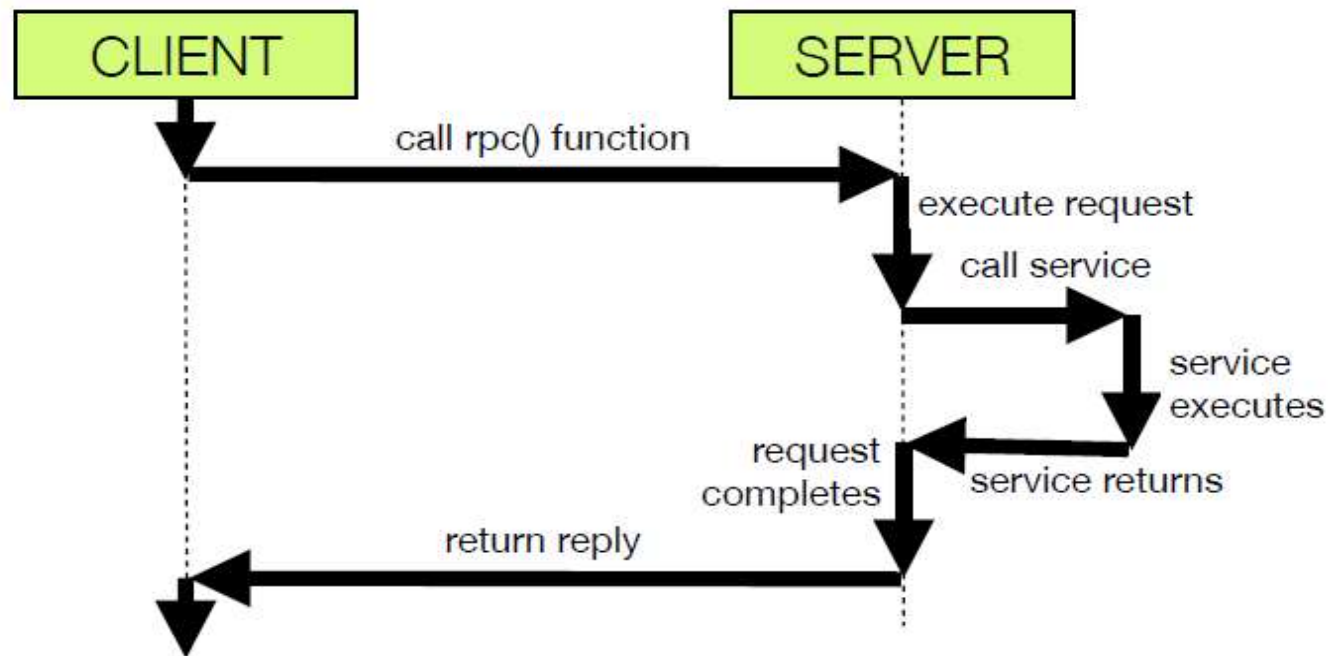 CLIENT
SERVER
call rpc() function
execute request
call service
service
executes
request
completes
service returns
return reply